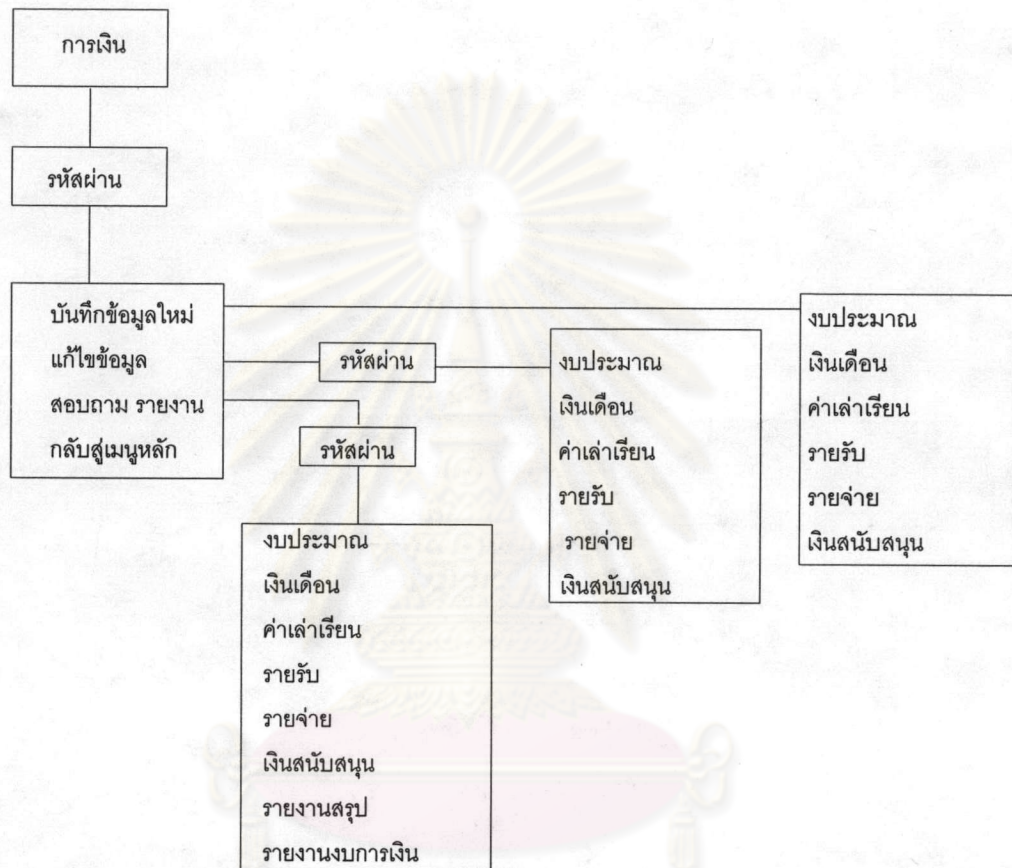 การเงิน
รหัสผ่าน
บันทึกข้อมูลใหม่
แก้ไขข้อมูล
สอบถาม รายงาน
กลับสู่เมนูหลัก
รหัสผ่าน
รหัสผ่าน
งบประมาณ
เงินเดือน
ค่าเล่าเรียน
รายรับ
รายจ่าย
เงินสนับสนุน
งบประมาณ
เงินเดือน
ค่าเล่าเรียน
รายรับ
รายจ่าย
เงินสนับสนุน
งบประมาณ
เงินเดือน
ค่าเล่าเรียน
รายรับ
รายจ่าย
เงินสนับสนุน
รายงานสรุป
รายงานงบการเงิน